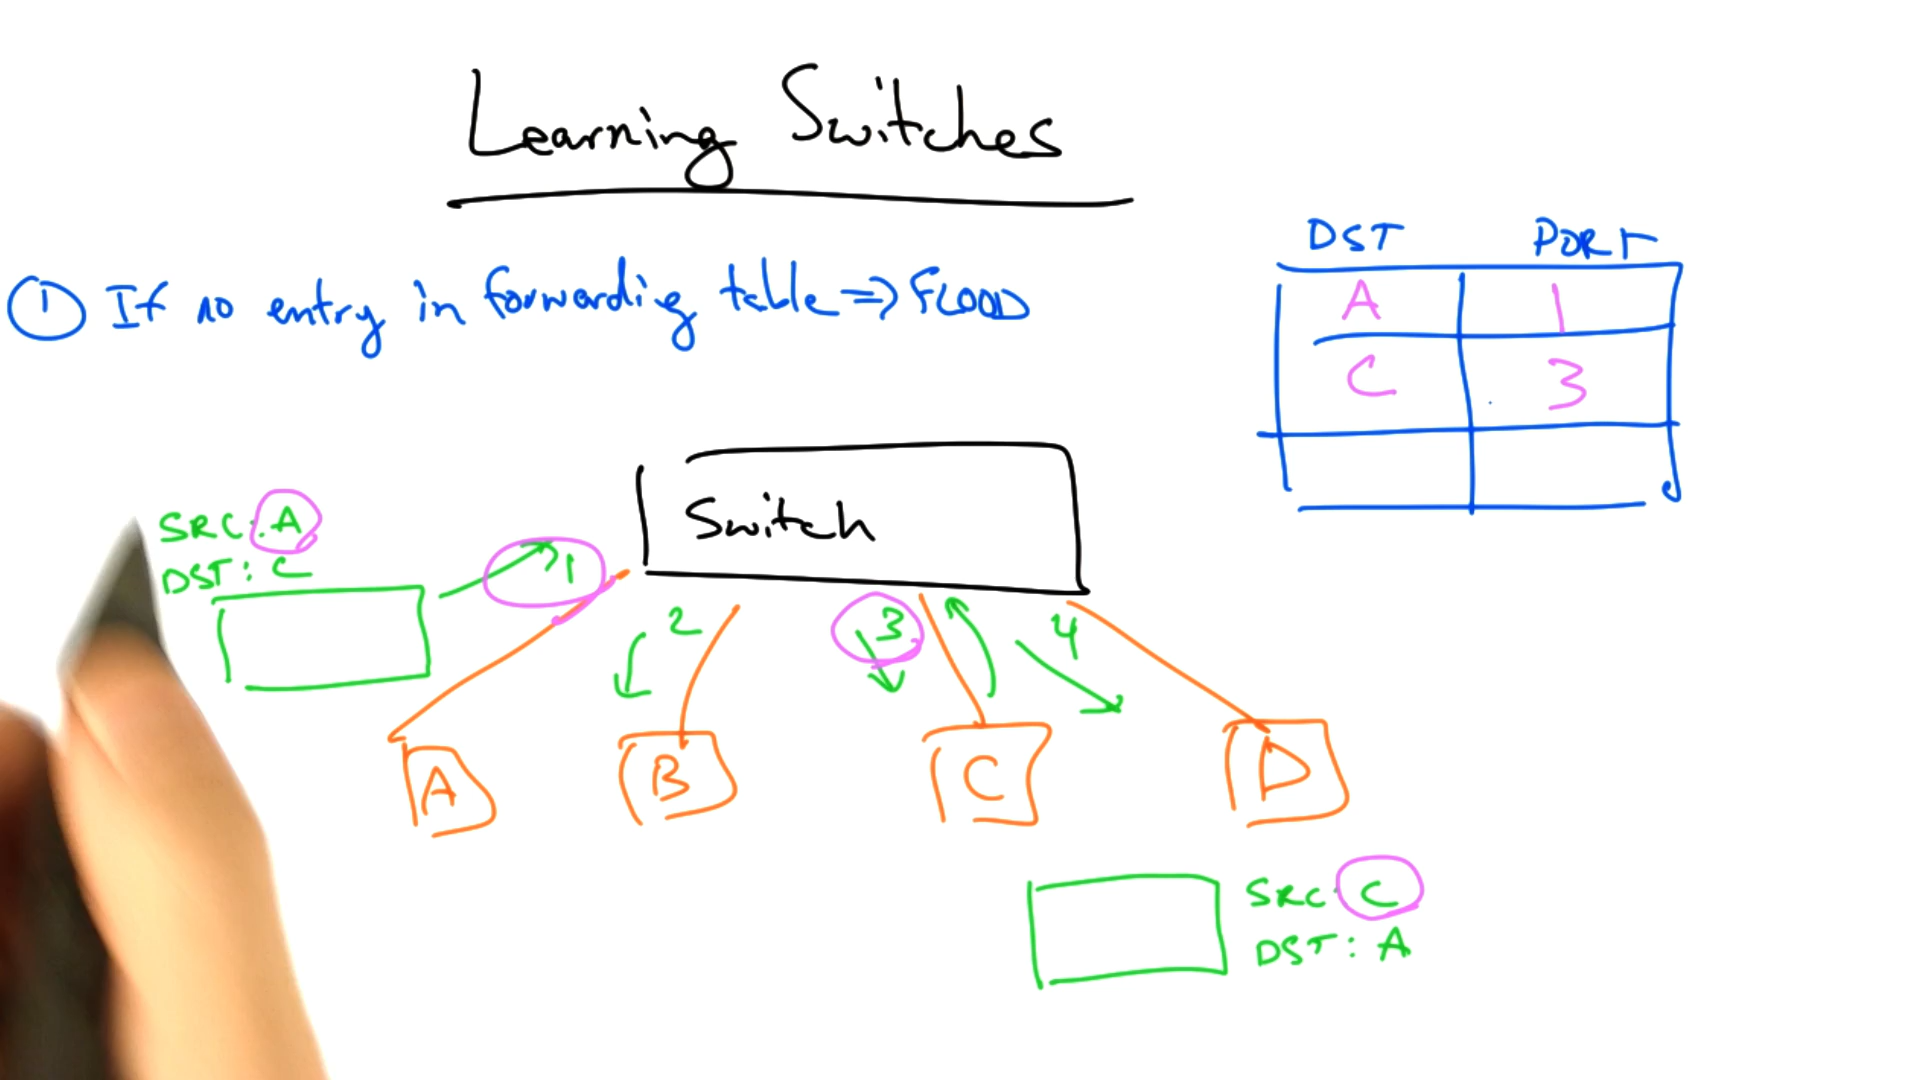 Learning Switches
① If no entry in forwarding table => FLOOD
DST PORT
A 1
C 3
Switch
SRC: A
DST: C
1
2
3
4
A
B
C
D
SRC: C
DST: A